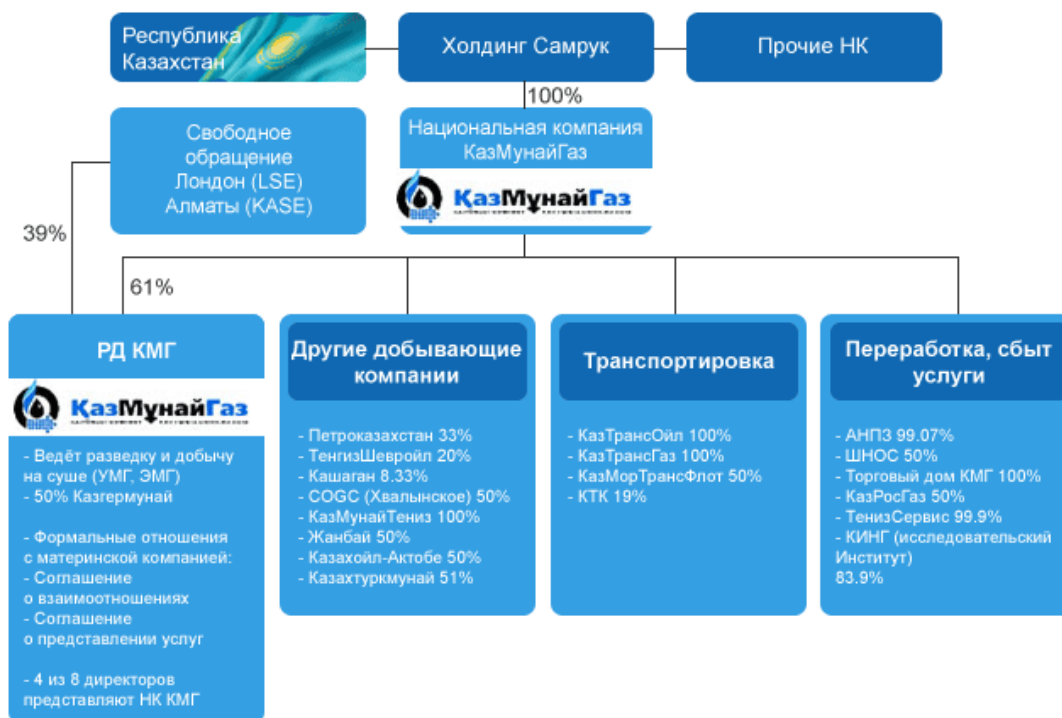 Республика
Казахстан
Холдинг Самрук
Прочие НК
100%
Свободное
обращение
Лондон (LSE)
Алматы (KASE)
Национальная компания
КазМунайГаз
ҚазМұнайГаз
39%
61%
РД КМГ
ҚазМұнайГаз
- Ведёт разведку и добычу
на суше (УМГ, ЭМГ)
- 50% Казгермунай
- Формальные отношения
с материнской компанией:
- Соглашение
о взаимоотношениях
- Соглашение
о представлении услуг
- 4 из 8 директоров
представляют НК КМГ
Другие добывающие
компании
- Петроказахстан 33%
- ТенгизШевройл 20%
- Кашаган 8.33%
- COGC (Хвалынское) 50%
- КазМунайТениз 100%
- Жанбай 50%
- Казахойл-Актобе 50%
- Казахтуркмунай 51%
Транспортировка
- КазТрансОйл 100%
- КазТрансГаз 100%
- КазМорТрансФлот 50%
- КТК 19%
Переработка, сбыт
услуги
- АНПЗ 99.07%
- ШНОС 50%
- Торговый дом КМГ 100%
- КазРосГаз 50%
- ТенизСервис 99.9%
- КИНГ (исследовательский
Институт)
83.9%